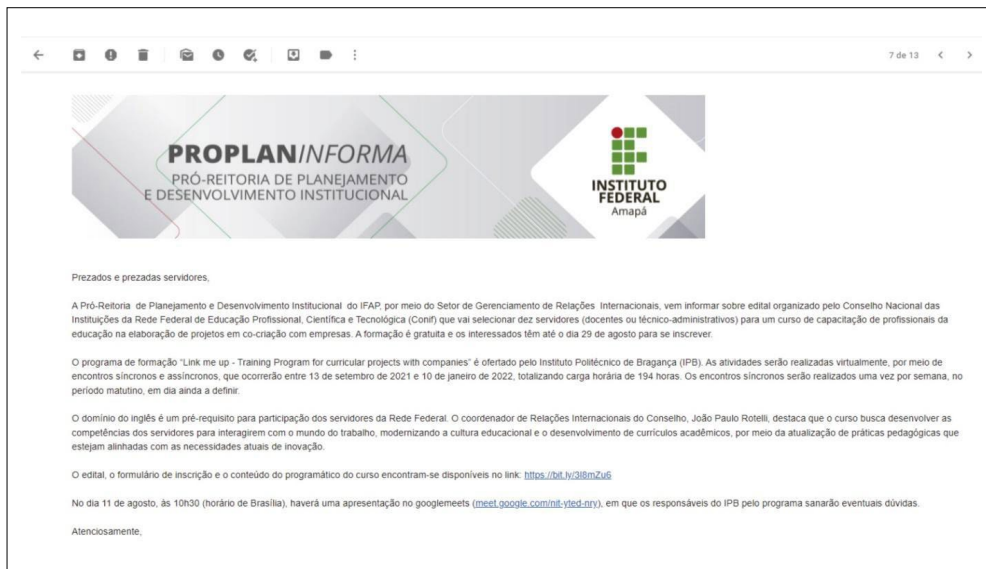 7 de 13
PROPLANINFORMA
PRÓ-REITORIA DE PLANEJAMENTO
E DESENVOLVIMENTO INSTITUCIONAL
INSTITUTO
FEDERAL
Amapá
Prezados e prezadas servidores,
A Pró-Reitoria de Planejamento e Desenvolvimento Institucional do IFAP, por meio do Setor de Gerenciamento de Relações Internacionais, vem informar sobre edital organizado pelo Conselho Nacional das
Instituições da Rede Federal de Educação Profissional, Científica e Tecnológica (Conif) que vai selecionar dez servidores (docentes ou técnico-administrativos) para um curso de capacitação de profissionais da
educação na elaboração de projetos em co-criação com empresas. A formação é gratuita e os interessados têm até o dia 29 de agosto para se inscrever.
O programa de formação “Link me up - Training Program for curricular projects with companies” é ofertado pelo Instituto Politécnico de Bragança (IPB). As atividades serão realizadas virtualmente, por meio de
encontros síncronos e assíncronos, que ocorrerão entre 13 de setembro de 2021 e 10 de janeiro de 2022, totalizando carga horária de 194 horas. Os encontros síncronos serão realizados uma vez por semana, no
período matutino, em dia ainda a definir.
O domínio do inglês é um pré-requisito para participação dos servidores da Rede Federal. O coordenador de Relações Internacionais do Conselho, João Paulo Rotelli, destaca que o curso busca desenvolver as
competências dos servidores para interagirem com o mundo do trabalho, modernizando a cultura educacional e o desenvolvimento de currículos acadêmicos, por meio da atualização de práticas pedagógicas que
estejam alinhadas com as necessidades atuais de inovação.
O edital, o formulário de inscrição e o conteúdo do programático do curso encontram-se disponíveis no link: https://bit.ly/3l8mZu6
No dia 11 de agosto, às 10h30 (horário de Brasília), haverá uma apresentação no googlemeets (meet.google.com/nit-yted-nry), em que os responsáveis do IPB pelo programa sanarão eventuais dúvidas.
Atenciosamente,